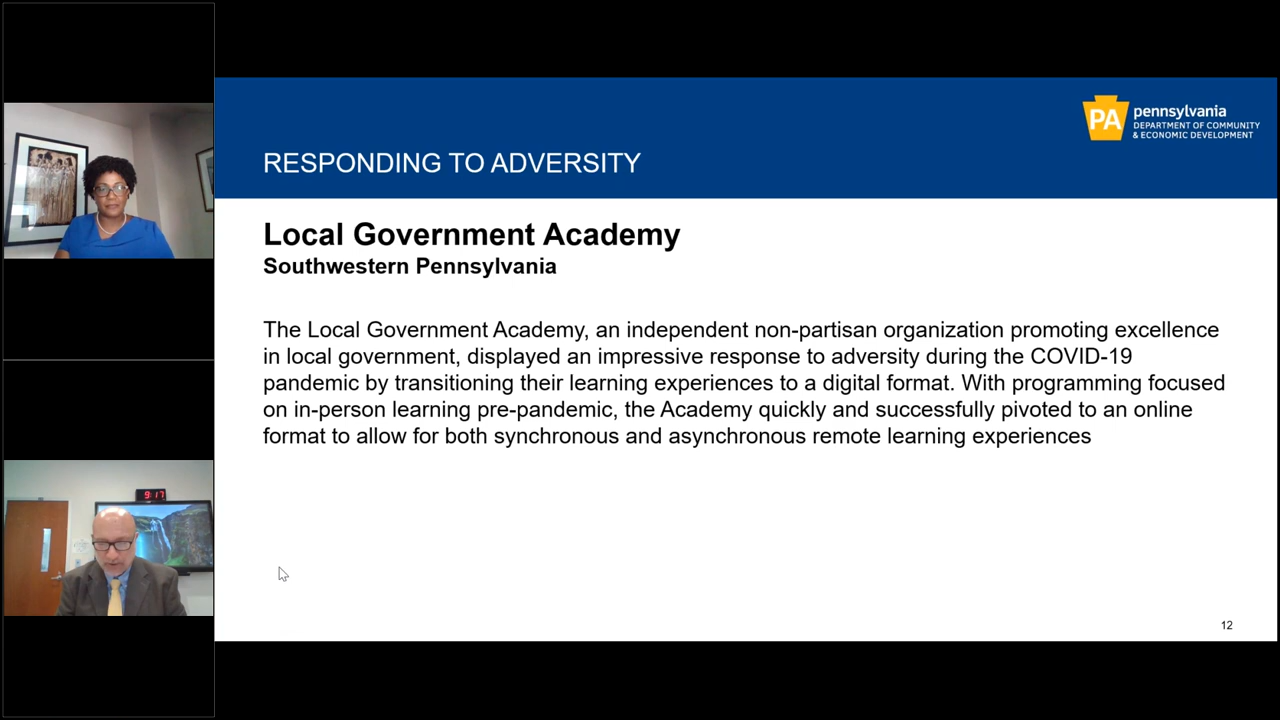 PA
pennsylvania
DEPARTMENT OF COMMUNITY
& ECONOMIC DEVELOPMENT
RESPONDING TO ADVERSITY
Local Government Academy
Southwestern Pennsylvania
The Local Government Academy, an independent non-partisan organization promoting excellence
in local government, displayed an impressive response to adversity during the COVID-19
pandemic by transitioning their learning experiences to a digital format. With programming focused
on in-person learning pre-pandemic, the Academy quickly and successfully pivoted to an online
format to allow for both synchronous and asynchronous remote learning experiences
9:17
12